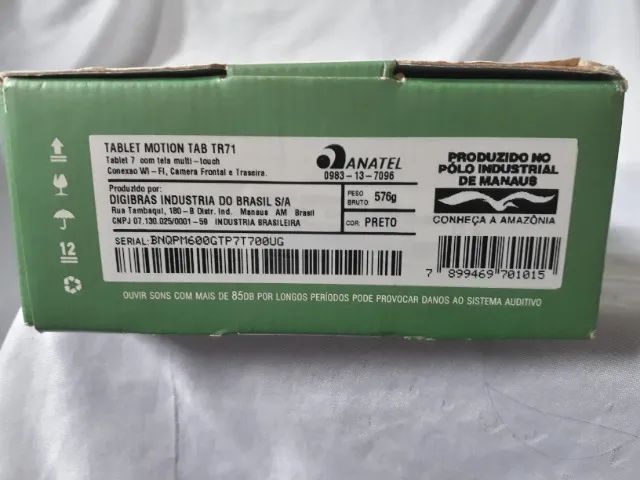 TABLET MOTION TAB TR71
Tablet 7 com tela multi-touch
Conexao WI-FI, Camera Frontal e Traseira.
ANATEL
0983-13-7096
Produzido por:
DIGIBRAS INDUSTRIA DO BRASIL S/A
Rua Tambaqui, 180-B Distr. Ind. Manaus AM Brasil
CNPJ 07.130.025/0001-59 INDUSTRIA BRASILEIRA
PESO BRUTO 576g
COR: PRETO
SERIAL: BNQPM600GTP7T700UG
PRODUZIDO NO
PÓLO INDUSTRIAL
DE MANAUS
CONHEÇA A AMAZÔNIA
7 899469 701015
12
OUVIR SONS COM MAIS DE 85DB POR LONGOS PERÍODOS PODE PROVOCAR DANOS AO SISTEMA AUDITIVO